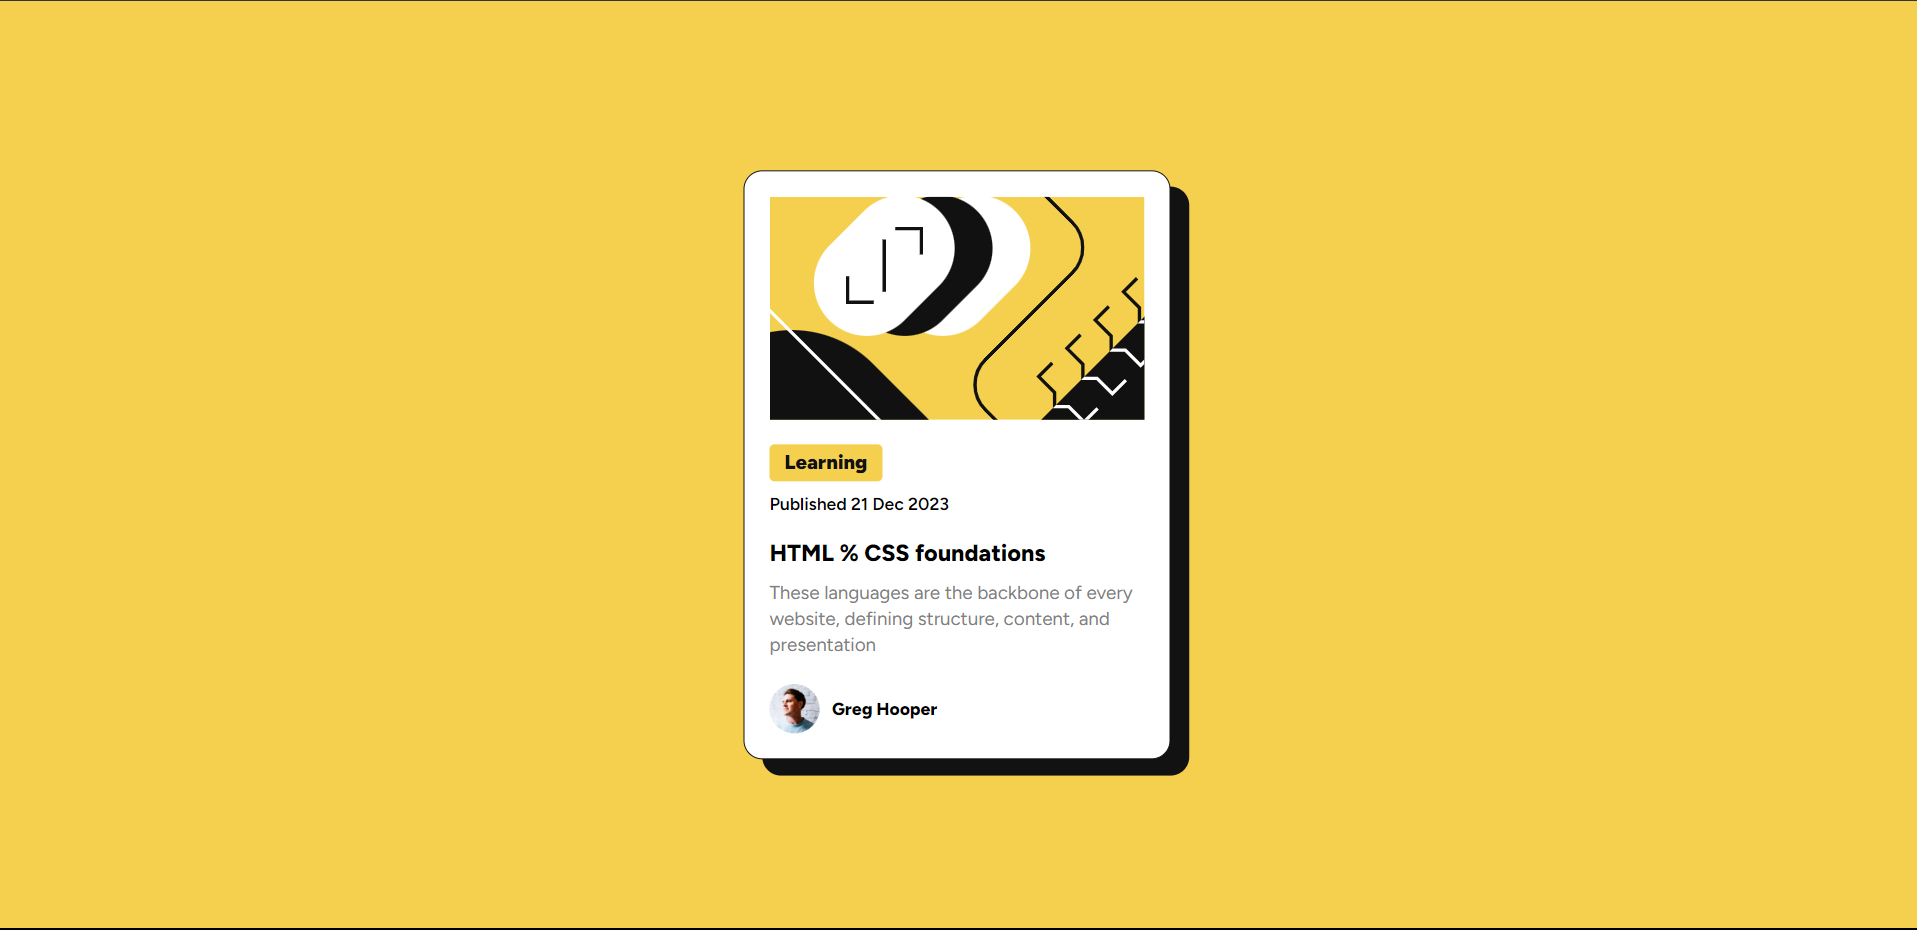 Learning
Published 21 Dec 2023
HTML % CSS foundations
These languages are the backbone of every
website, defining structure, content, and
presentation
Greg Hooper